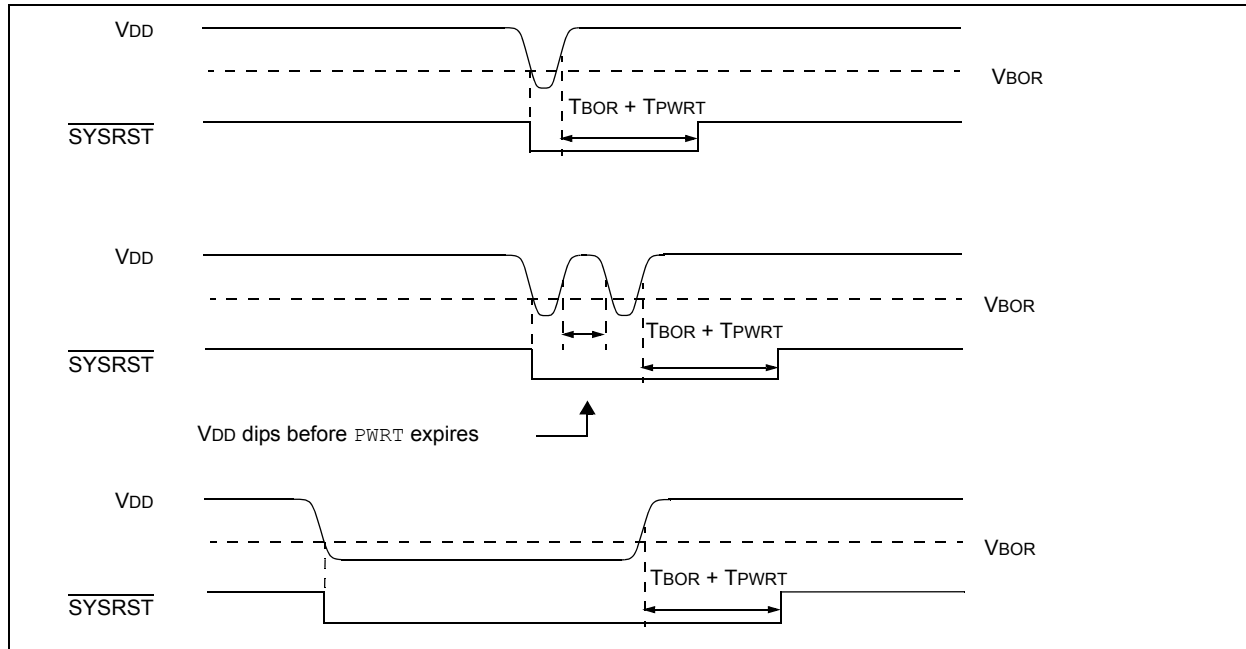 VDD
VBOR
TBOR + TPWRT
SYSRST
VDD
VBOR
TBOR + TPWRT
SYSRST
VDD dips before PWRT expires
VDD
VBOR
TBOR + TPWRT
SYSRST